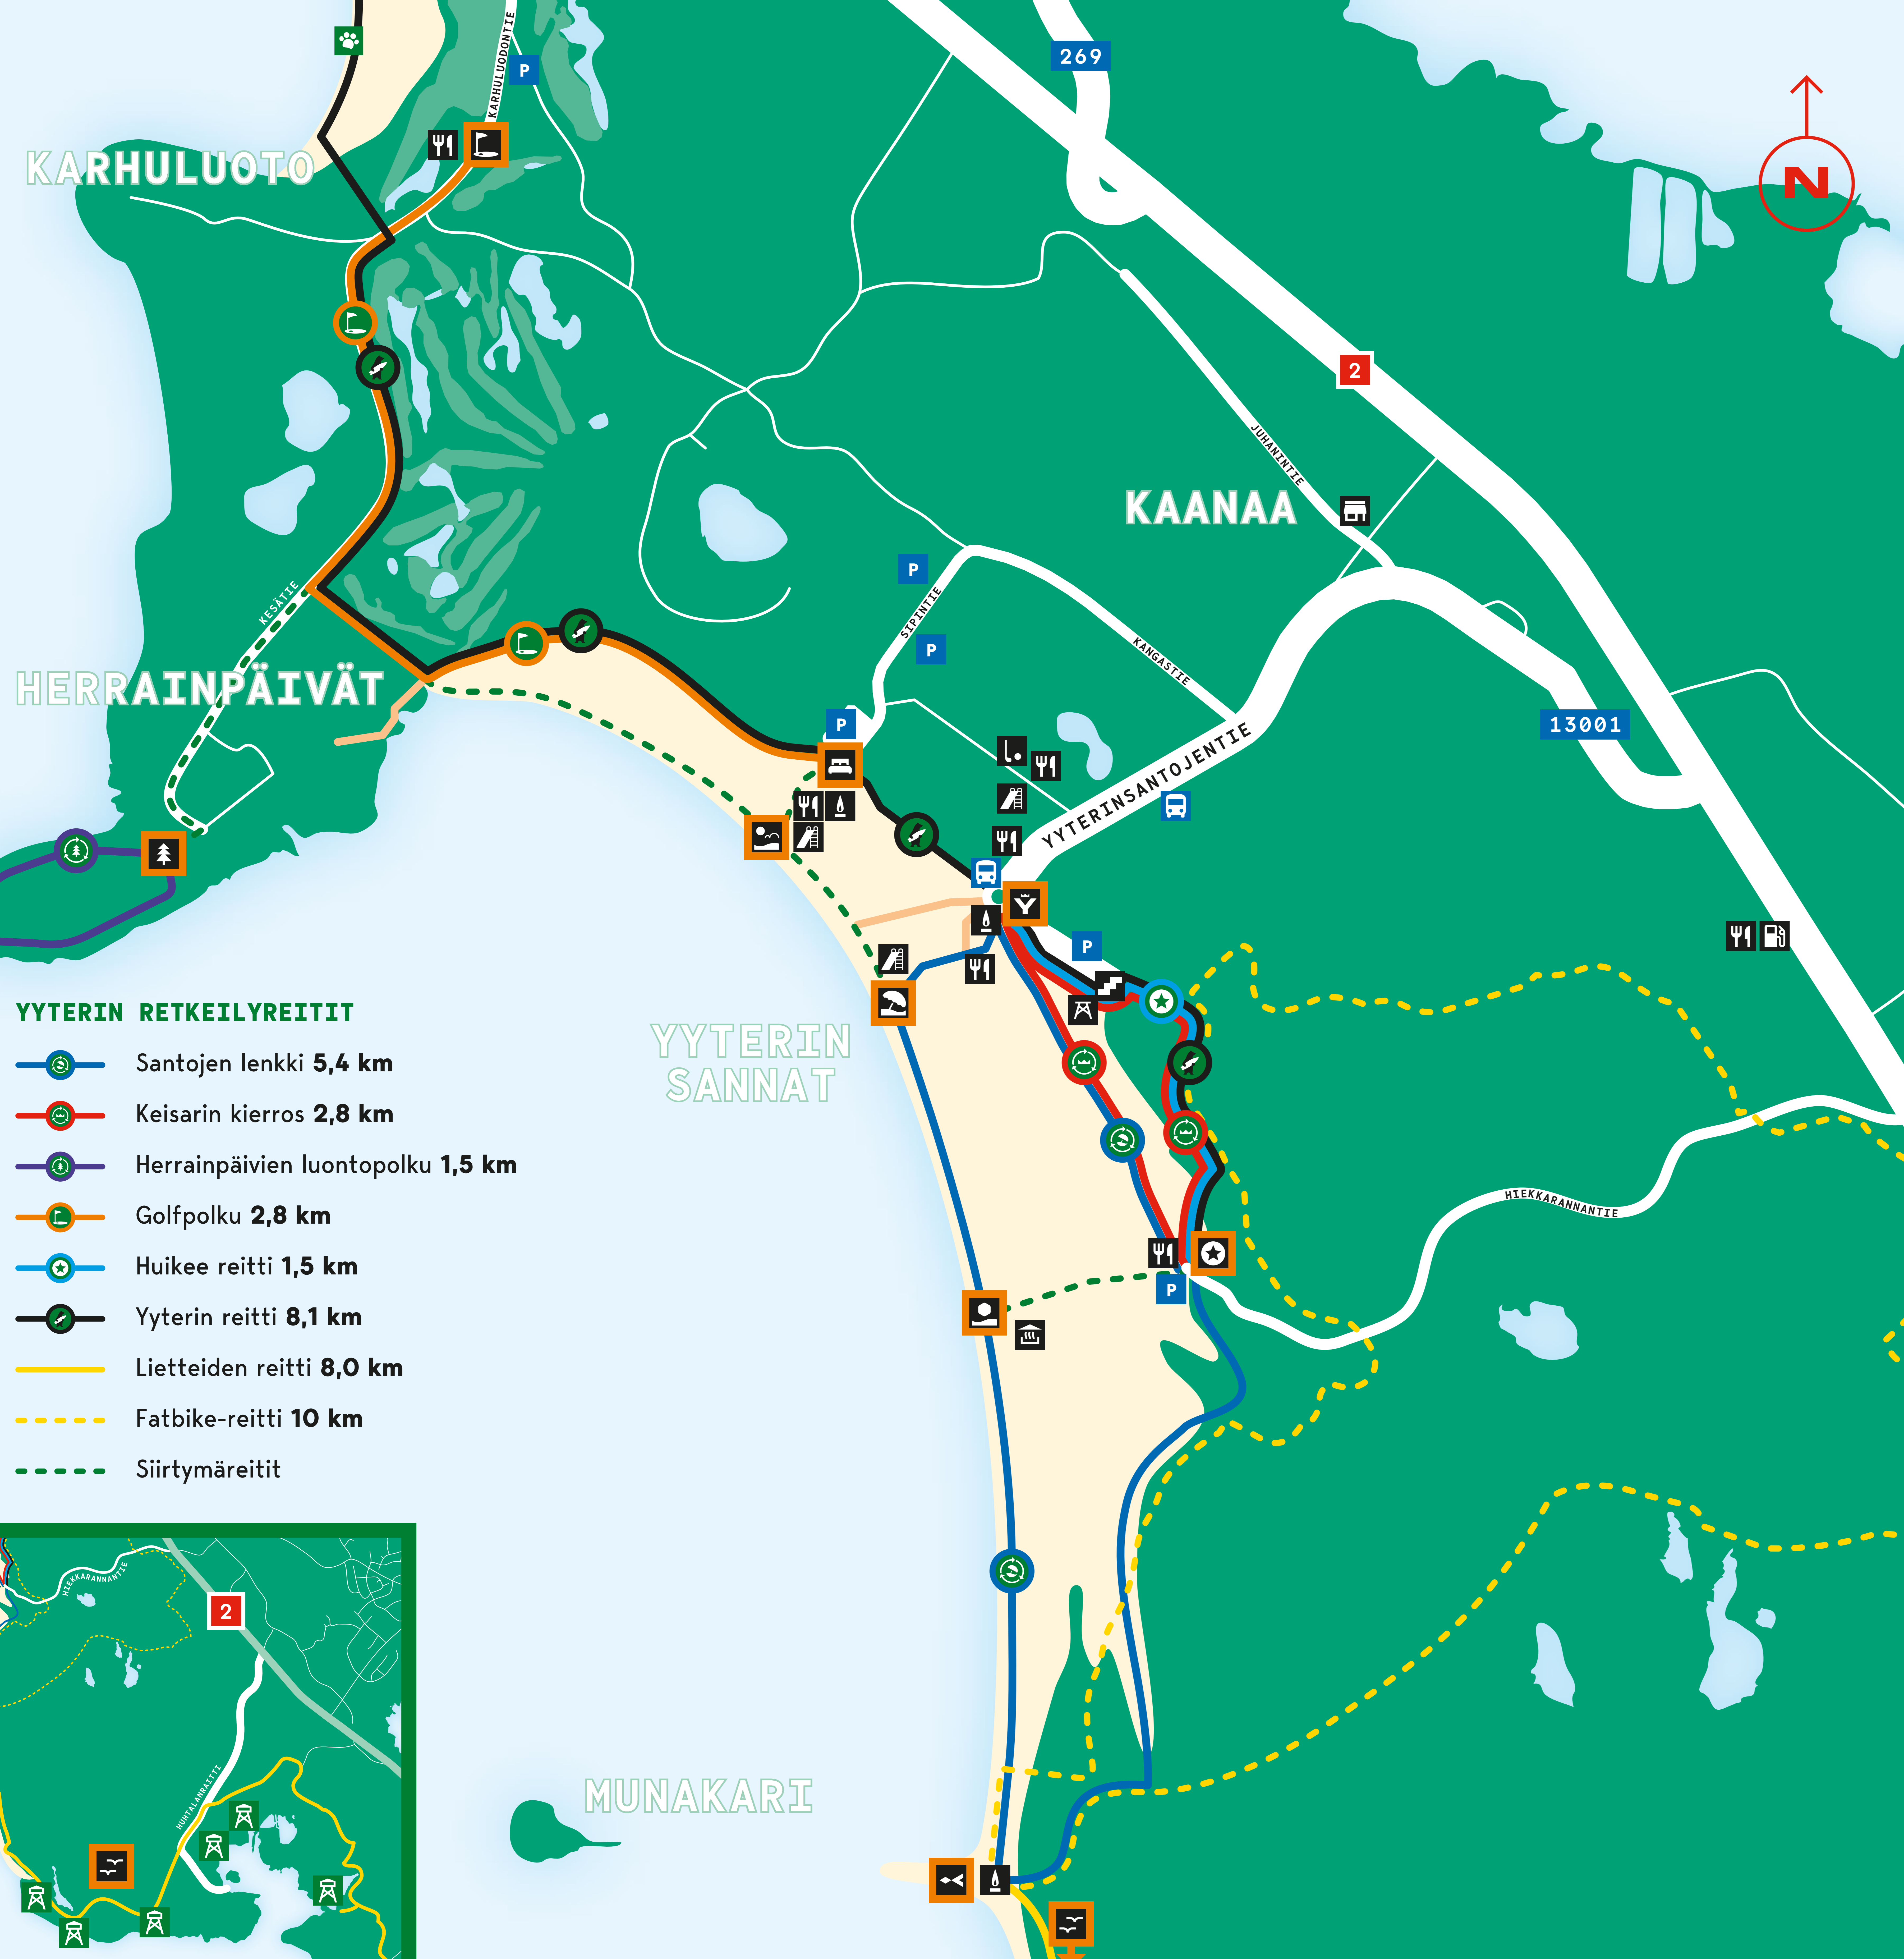 KARHULUODONTIE
P
269
N
KARHULUOTO
2
JUHANINTIE
KAANAA
P
KESÄTIE
SIPINTIE
P
KANGASTIE
HERRAINPÄIVÄT
P
13001
YYTERINSANTOJENTIE
Y
P
YYTERIN
SANNAT
HIEKKARANNANTIE
P
YYTERIN RETKEILYREITIT
Santojen lenkki 5,4 km
Keisarin kierros 2,8 km
Herrainpäivien luontopolku 1,5 km
Golfpolku 2,8 km
Huikee reitti 1,5 km
Yyterin reitti 8,1 km
Lietteiden reitti 8,0 km
Fatbike-reitti 10 km
Siirtymäreitit
HIEKKARANNANTIE
2
HUHTALANRAITTI
MUNAKARI